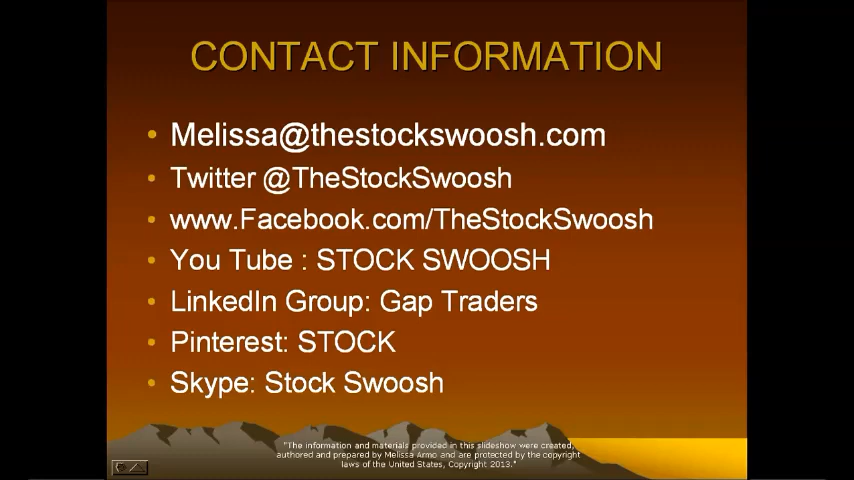 CONTACT INFORMATION
• Melissa@thestockswoosh.com
• Twitter @TheStockSwoosh
• www.Facebook.com/TheStockSwoosh
• You Tube : STOCK SWOOSH
• LinkedIn Group: Gap Traders
• Pinterest: STOCK
• Skype: Stock Swoosh
"The information and materials provided in this slideshow were created,
authored and prepared by Melissa Armo and are protected by the copyright
laws of the United States, Copyright 2013."